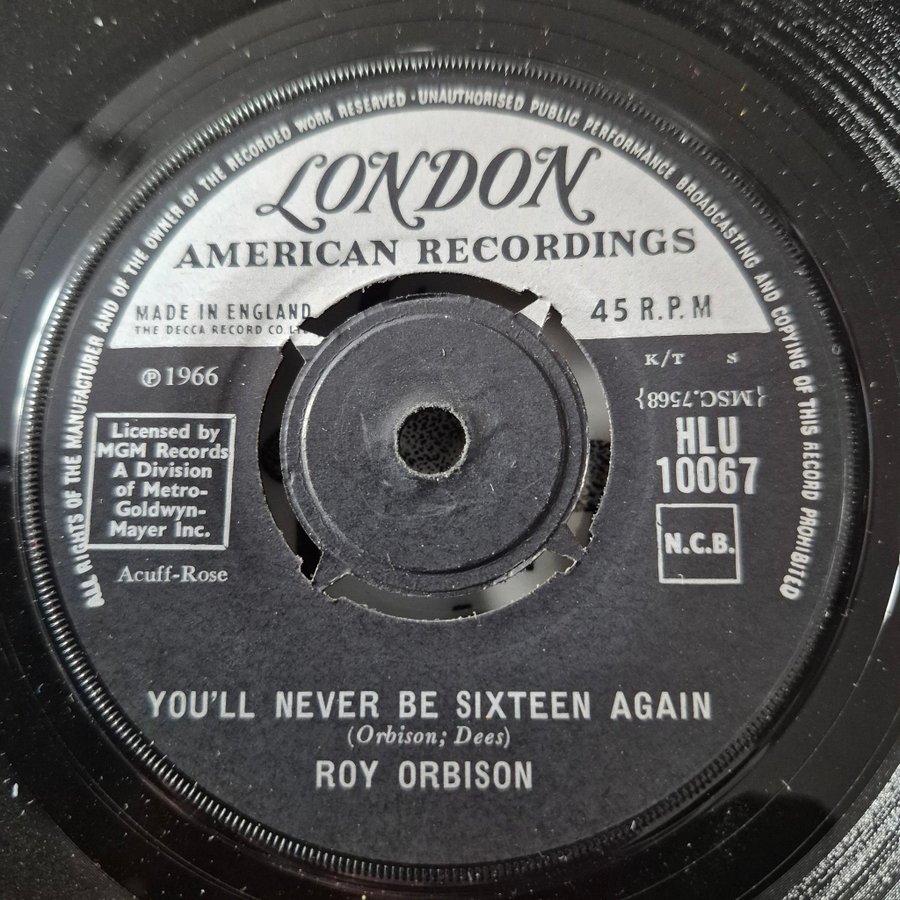 ALL RIGHTS OF THE MANUFACTURER AND OF THE OWNER OF THE RECORDED WORK RESERVED · UNAUTHORISED PUBLIC PERFORMANCE BROADCASTING AND COPYING OF THIS RECORD PROHIBITED
LONDON
AMERICAN RECORDINGS
MADE IN ENGLAND
THE DECCA RECORD CO LT
45 R.P.M
K/T S
℗ 1966
{MSC.7568}
HLU
10067
Licensed by
MGM Records
A Division
of Metro-
Goldwyn-
Mayer Inc.
N.C.B.
Acuff-Rose
YOU'LL NEVER BE SIXTEEN AGAIN
(Orbison; Dees)
ROY ORBISON